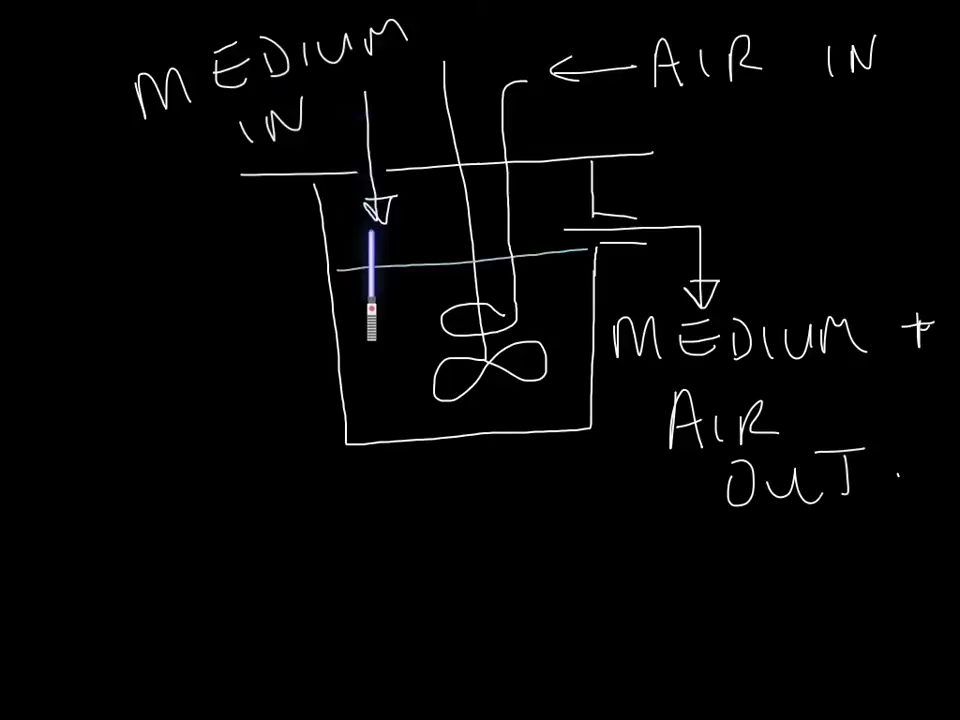 MEDIUM
IN
AIR IN
MEDIUM +
AIR
OUT.